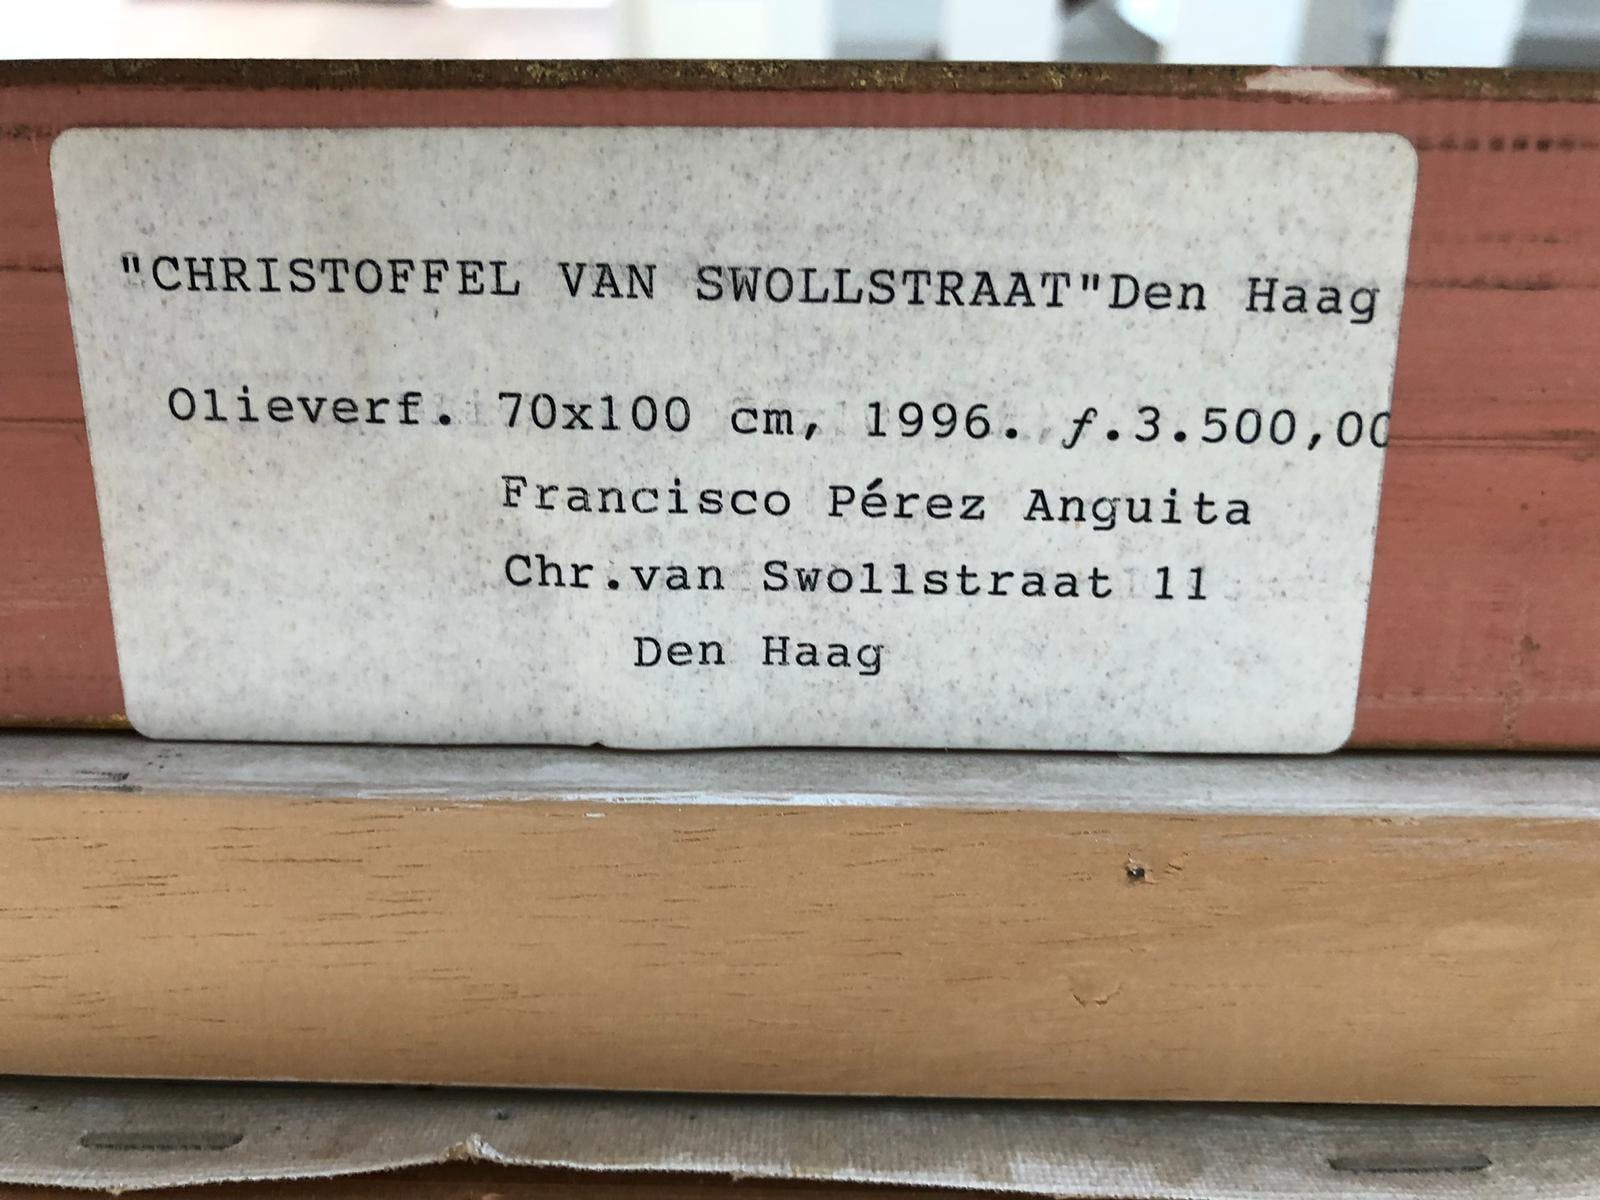 "CHRISTOFFEL VAN SWOLLSTRAAT"Den Haag
Olieverf. 70x100 cm, 1996. ƒ.3.500,00
Francisco Pérez Anguita
Chr.van Swollstraat 11
Den Haag